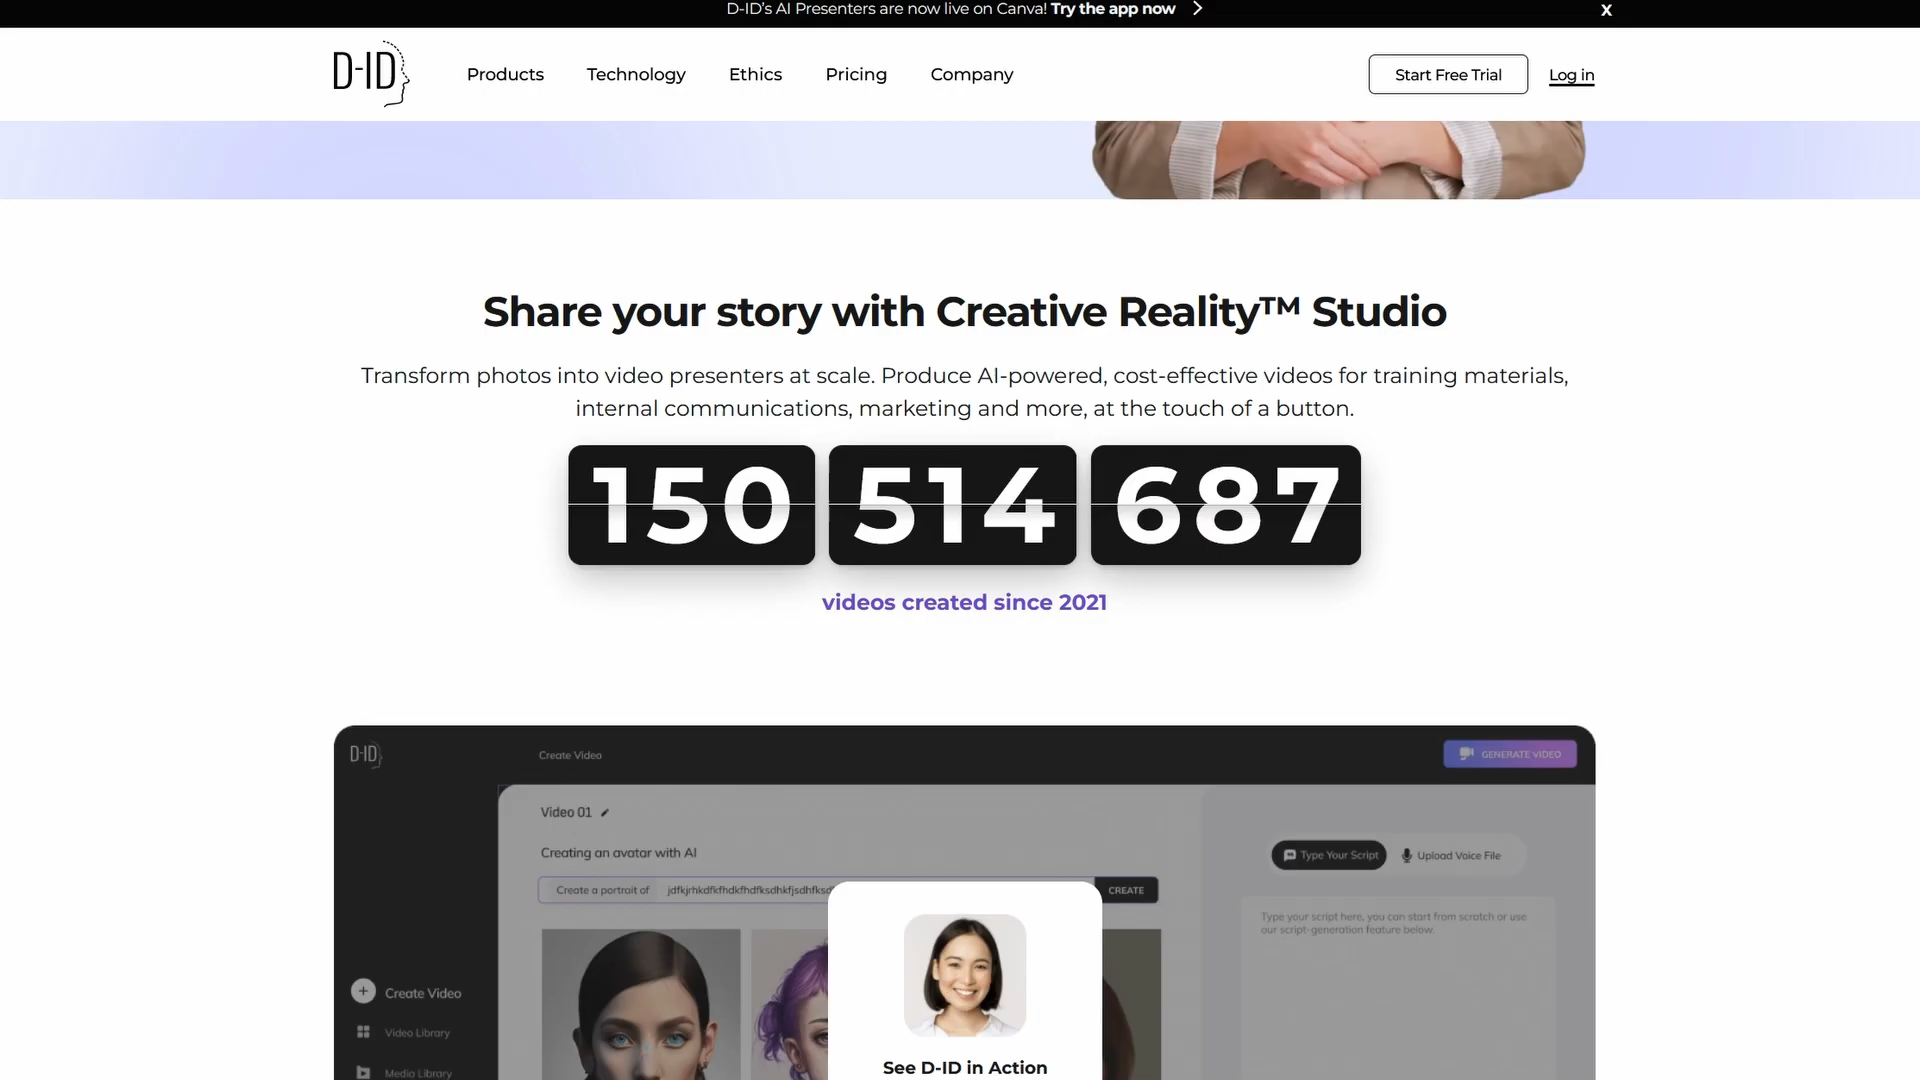 D-ID's AI Presenters are now live on Canva! Try the app now
x
D-ID
Products
Technology
Ethics
Pricing
Company
Start Free Trial
Log in
Share your story with Creative Reality™ Studio
Transform photos into video presenters at scale. Produce AI-powered, cost-effective videos for training materials,
internal communications, marketing and more, at the touch of a button.
150 514 687
videos created since 2021
D-ID
Create Video
GENERATE VIDEO
Video 01
Creating an avatar with AI
Type Your Script
Upload Voice File
Create a portrait of
CREATE
Type your script here, you can start from scratch or use
our script-generation feature below.
Create Video
Video Library
Media Library
See D-ID in Action